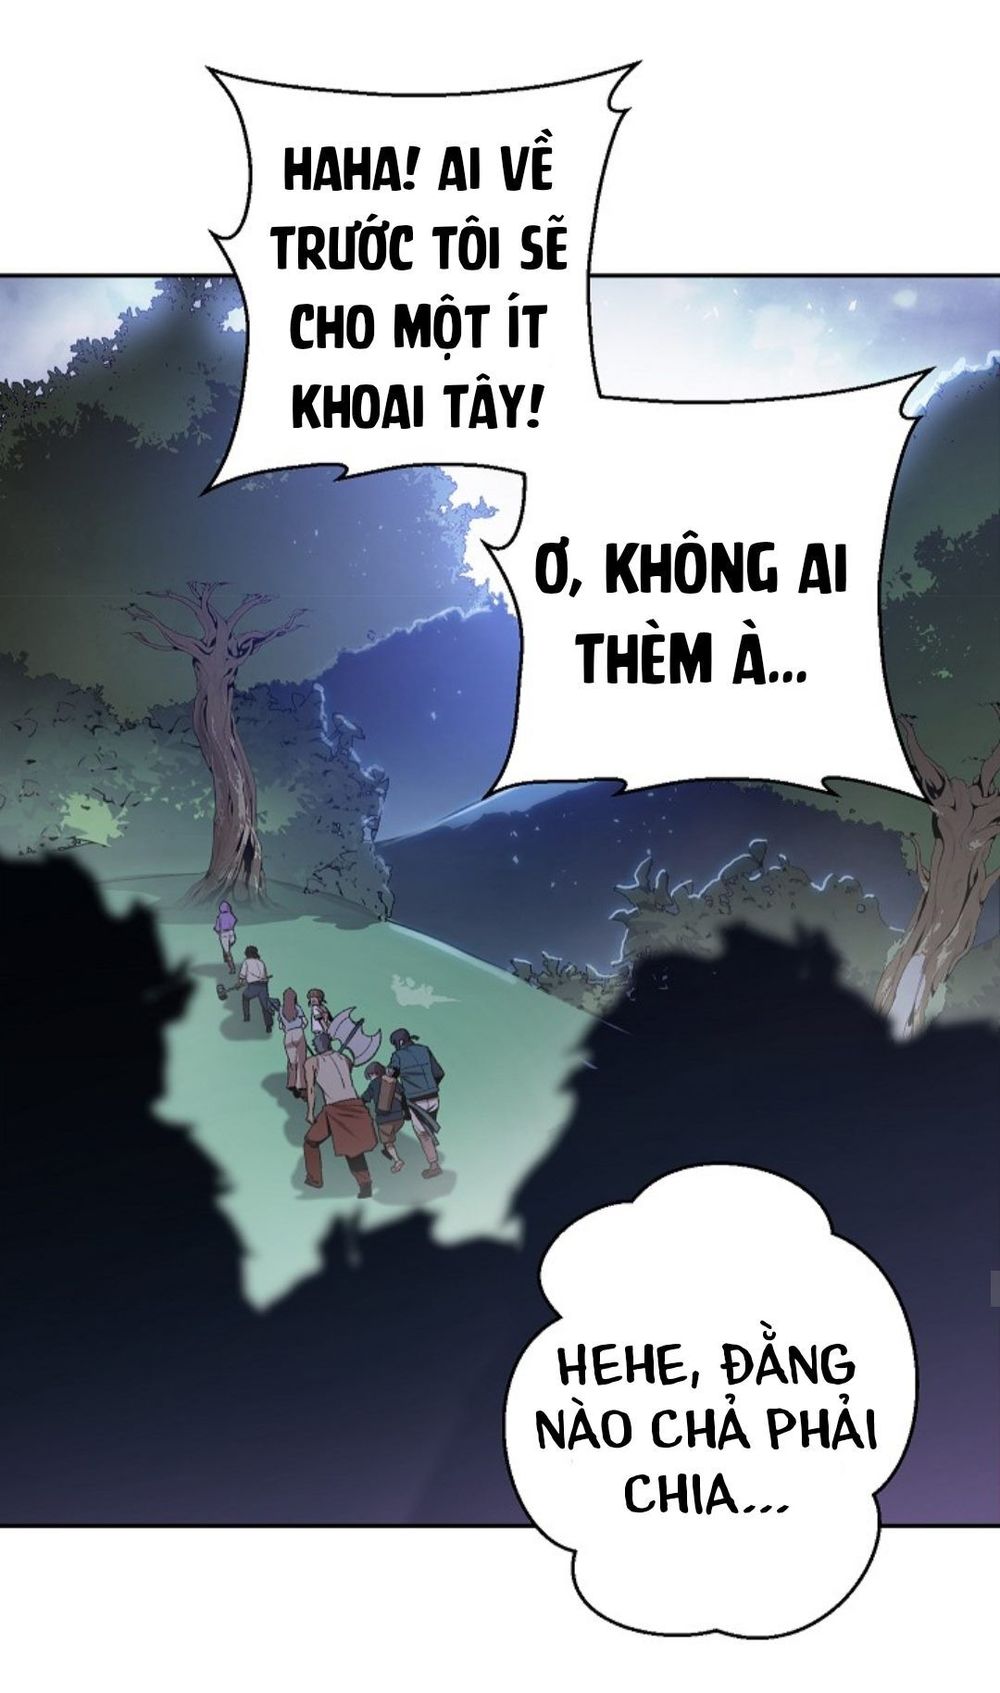 HAHA! AI VỀ
TRƯỚC TÔI SẼ
CHO MỘT ÍT
KHOAI TÂY!
Ơ, KHÔNG AI
THÈM À...
HEHE, ĐẰNG
NÀO CHẢ PHẢI
CHIA...